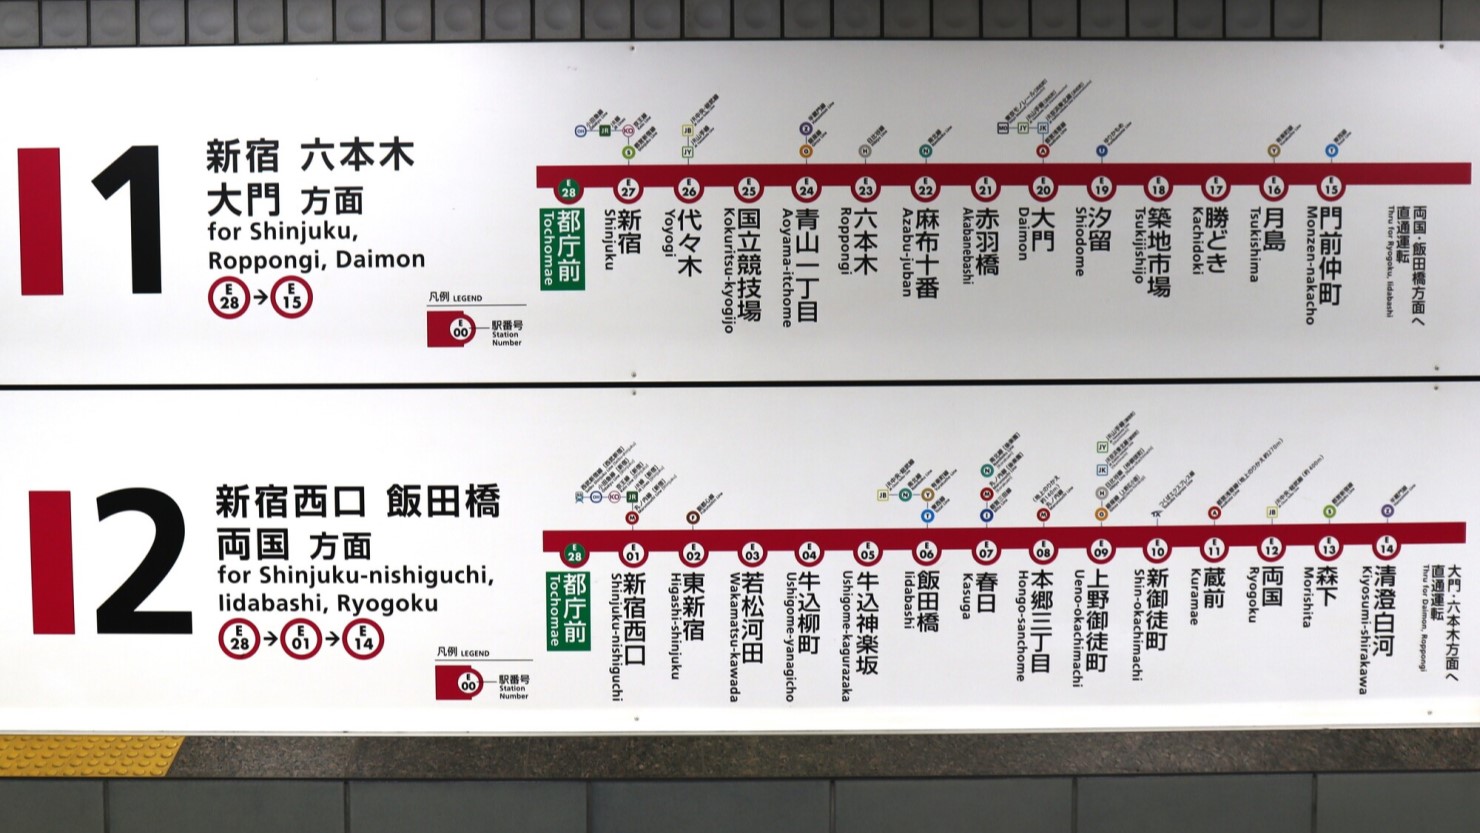 1
新宿 六本木
大門 方面
for Shinjuku,
Roppongi, Daimon
E 28 → E 15
凡例 LEGEND
E 00
駅番号
Station
Number
E 28
都庁前
Tochomae
E 27
新宿
Shinjuku
E 26
代々木
Yoyogi
E 25
国立競技場
Kokuritsu-kyogijo
E 24
青山一丁目
Aoyama-itchome
E 23
六本木
Roppongi
E 22
麻布十番
Azabu-juban
E 21
赤羽橋
Akabanebashi
E 20
大門
Daimon
E 19
汐留
Shiodome
E 18
築地市場
Tsukijishijo
E 17
勝どき
Kachidoki
E 16
月島
Tsukishima
E 15
門前仲町
Monzen-nakacho
両国・飯田橋方面へ
直通運転
Thru for Ryogoku, Iidabashi
2
新宿西口 飯田橋
両国 方面
for Shinjuku-nishiguchi,
Iidabashi, Ryogoku
E 28 → E 01 → E 14
凡例 LEGEND
E 00
駅番号
Station
Number
E 28
都庁前
Tochomae
E 01
新宿西口
Shinjuku-nishiguchi
E 02
東新宿
Higashi-shinjuku
E 03
若松河田
Wakamatsu-kawada
E 04
牛込柳町
Ushigome-yanagicho
E 05
牛込神楽坂
Ushigome-kagurazaka
E 06
飯田橋
Iidabashi
E 07
春日
Kasuga
E 08
本郷三丁目
Hongo-sanchome
E 09
上野御徒町
Ueno-okachimachi
E 10
新御徒町
Shin-okachimachi
E 11
蔵前
Kuramae
E 12
両国
Ryogoku
E 13
森下
Morishita
E 14
清澄白河
Kiyosumi-shirakawa
大門・六本木方面へ
直通運転
Thru for Daimon, Roppongi